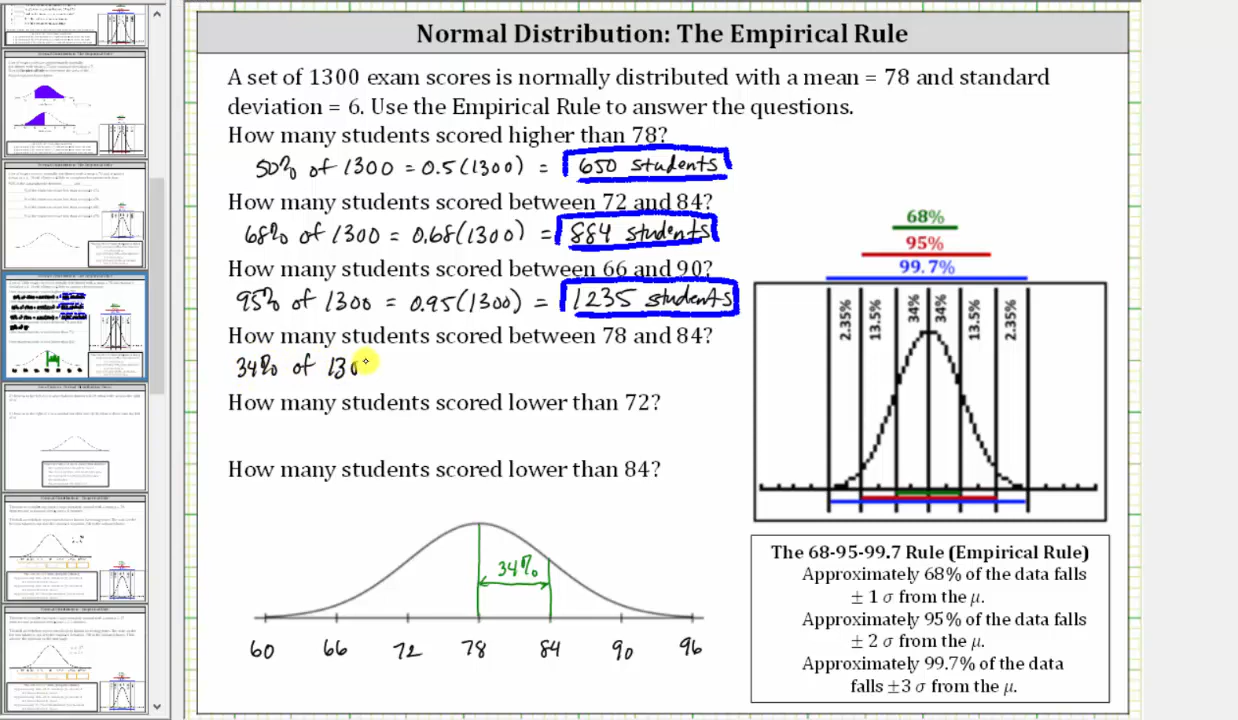 Normal Distribution: The Empirical Rule
A set of 1300 exam scores is normally distributed with a mean = 78 and standard
deviation = 6. Use the Empirical Rule to answer the questions.
How many students scored higher than 78?
50% of 1300 = 0.5(1300) = 650 students
How many students scored between 72 and 84?
68% of 1300 = 0.68(1300) = 884 students
How many students scored between 66 and 90?
95% of 1300 = 0.95(1300) = 1235 students
How many students scored between 78 and 84?
34% of 130
How many students scored lower than 72?
How many students scored lower than 84?
34%
60 66 72 78 84 90 96
68%
95%
99.7%
2.35% 13.5% 34% 34% 13.5% 2.35%
The 68-95-99.7 Rule (Empirical Rule)
Approximately 68% of the data falls
± 1 σ from the μ.
Approximately 95% of the data falls
± 2 σ from the μ.
Approximately 99.7% of the data
falls ±3 σ from the μ.